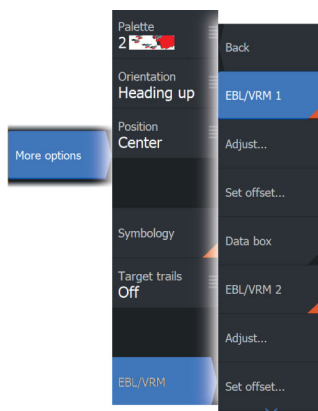 More options
Palette
2
Orientation
Heading up
Position
Center
Symbology
Target trails
Off
EBL/VRM
Back
EBL/VRM 1
Adjust...
Set offset...
Data box
EBL/VRM 2
Adjust...
Set offset...